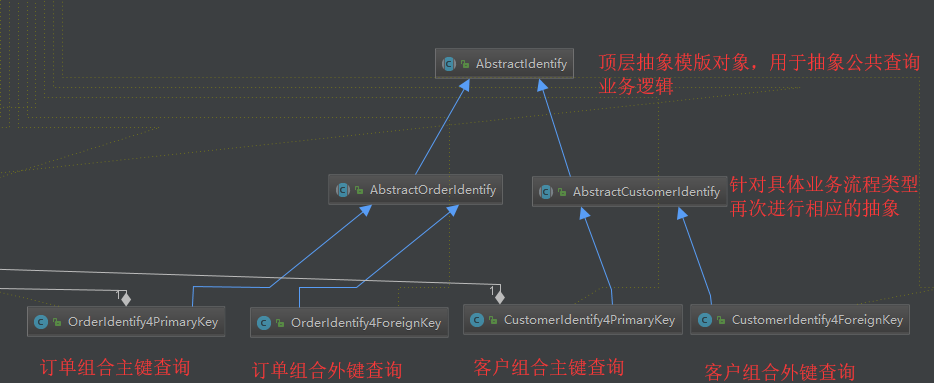 AbstractIdentify
顶层抽象模版对象，用于抽象公共查询
业务逻辑
AbstractOrderIdentify
AbstractCustomerIdentify
针对具体业务流程类型
再次进行相应的抽象
1
1
OrderIdentify4PrimaryKey
OrderIdentify4ForeignKey
CustomerIdentify4PrimaryKey
CustomerIdentify4ForeignKey
订单组合主键查询
订单组合外键查询
客户组合主键查询
客户组合外键查询